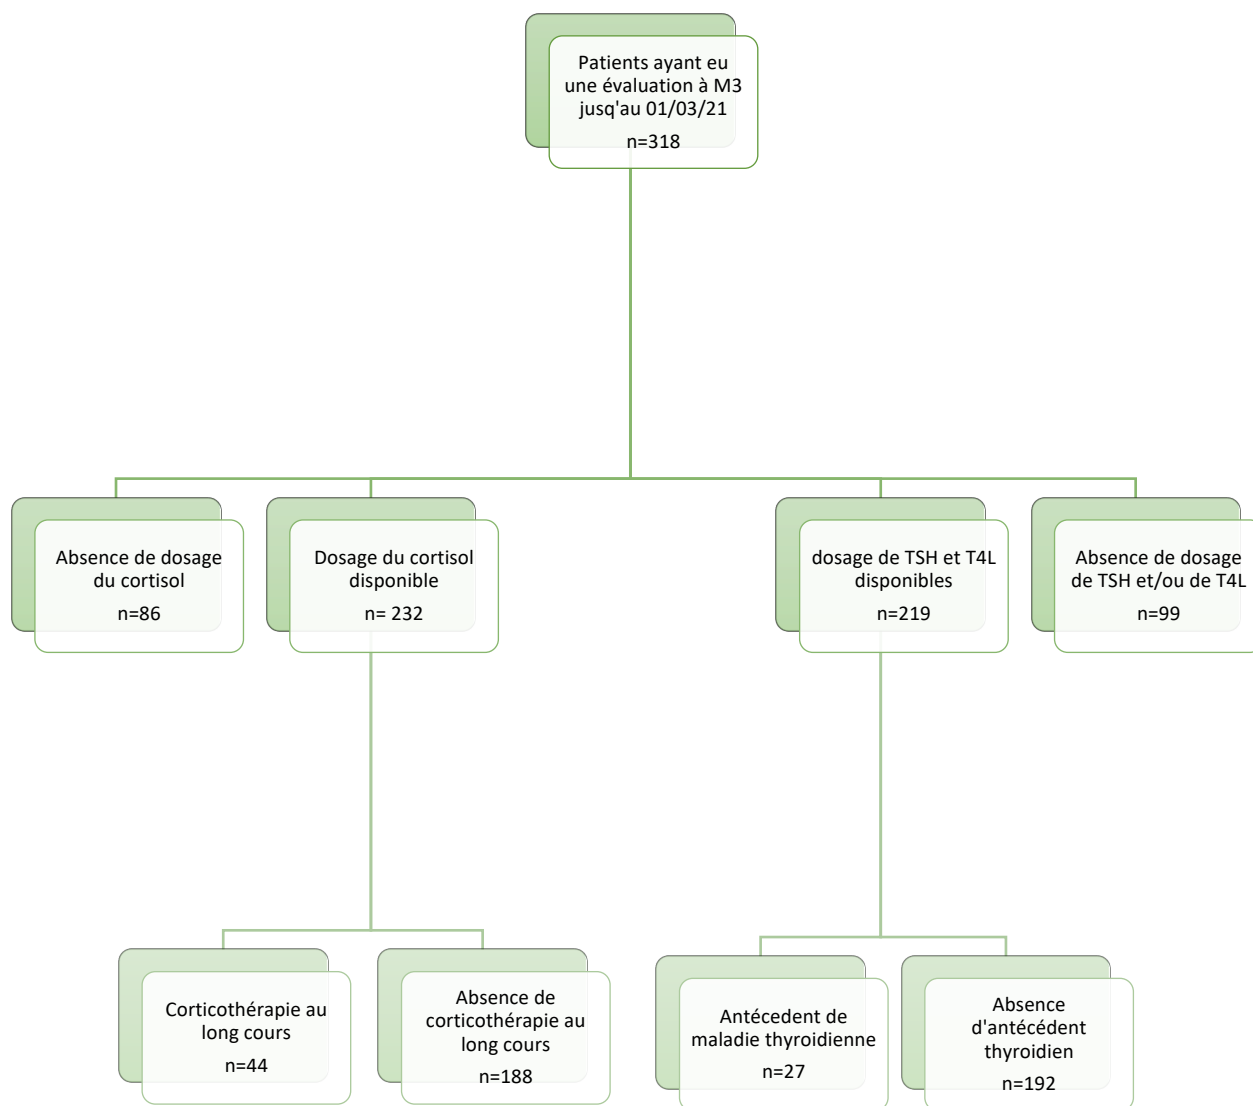 Patients ayant eu
une évaluation à M3
jusq'au 01/03/21
n=318
Absence de dosage
du cortisol
n=86
Dosage du cortisol
disponible
n= 232
dosage de TSH et T4L
disponibles
n=219
Absence de dosage
de TSH et/ou de T4L
n=99
Corticothérapie au
long cours
n=44
Absence de
corticothérapie au
long cours
n=188
Antécedent de
maladie thyroidienne
n=27
Absence
d'antécédent
thyroidien
n=192